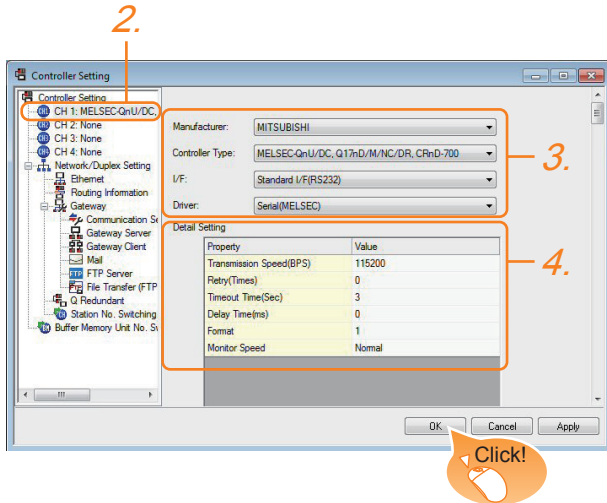 2.
Controller Setting
Controller Setting
CH 1: MELSEC-QnU/DC,
CH 2: None
CH 3: None
CH 4: None
Network/Duplex Setting
Ethernet
Routing Information
Gateway
Communication Se
Gateway Server
Gateway Client
Mail
FTP Server
File Transfer (FTP
Q Redundant
Station No. Switching
Buffer Memory Unit No. Sv
Manufacturer: MITSUBISHI
Controller Type: MELSEC-QnU/DC, Q17nD/M/NC/DR, CRnD-700
I/F: Standard I/F(RS232)
Driver: Serial(MELSEC)
3.
Detail Setting
Property Value
Transmission Speed(BPS) 115200
Retry(Times) 0
Timeout Time(Sec) 3
Delay Time(ms) 0
Format 1
Monitor Speed Normal
4.
OK Cancel Apply
Click!